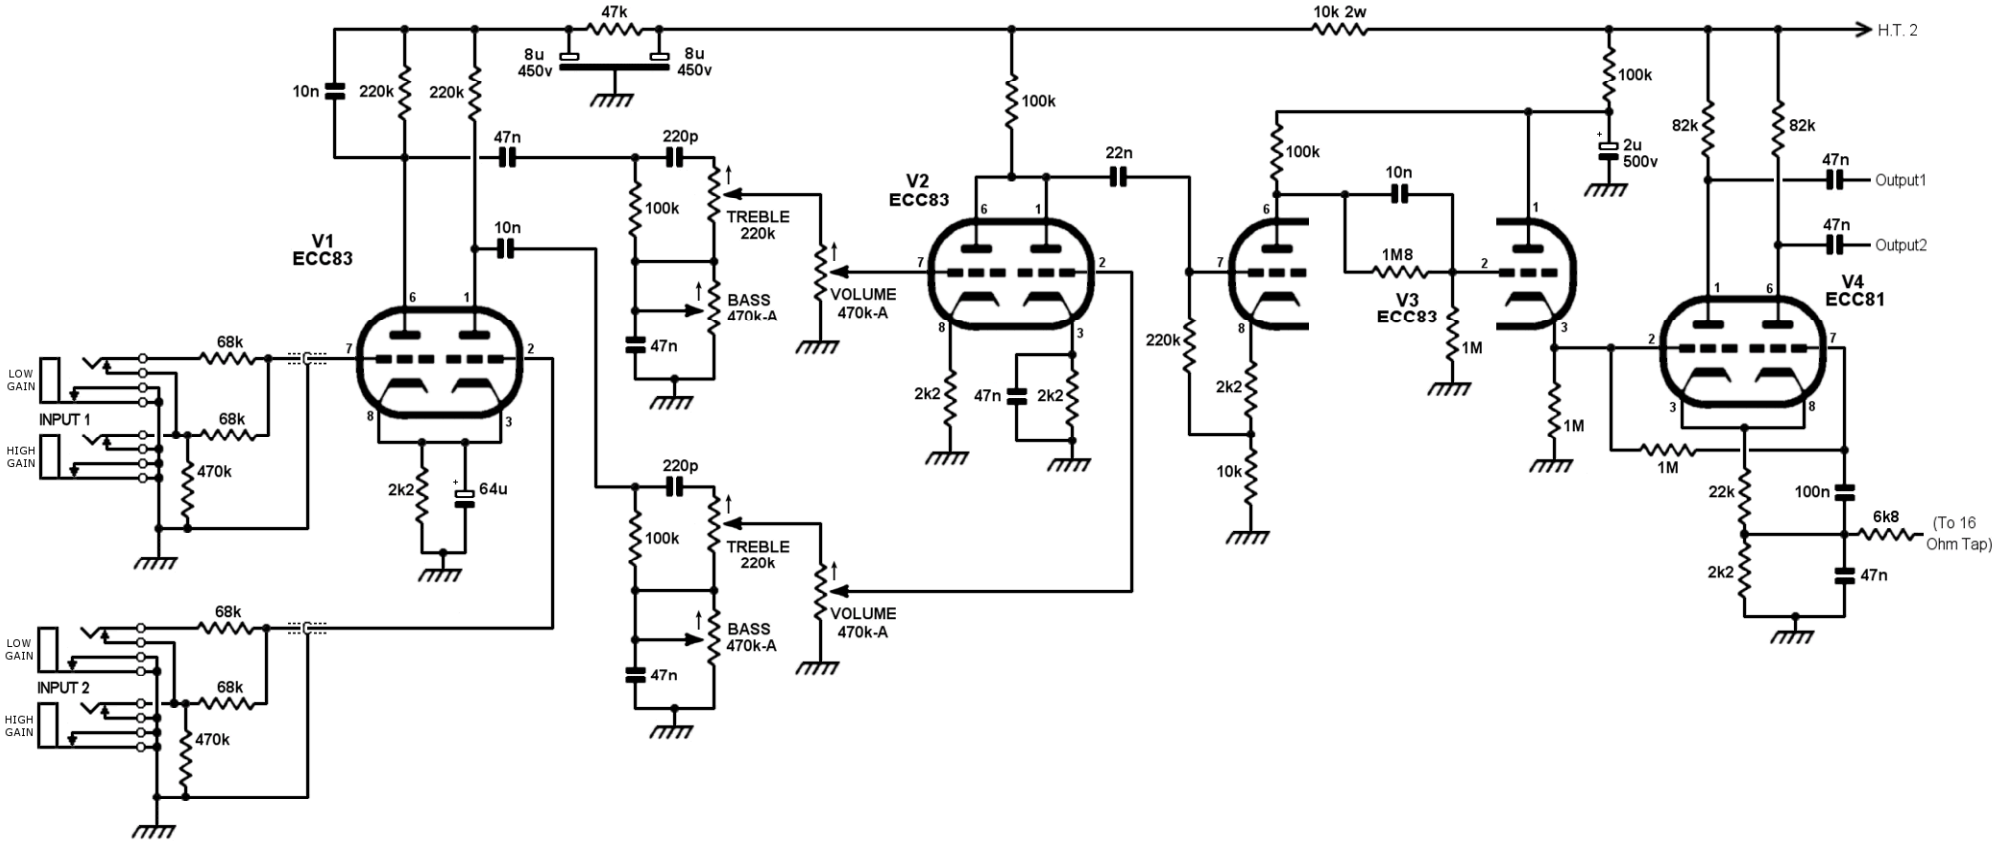 47k
10k 2w
H.T. 2
8u
450v
8u
450v
10n
220k
220k
100k
100k
82k
82k
47n
220p
22n
100k
+
2u
500v
47n
Output1
10n
V2
ECC83
TREBLE
220k
100k
6
1
6
1
47n
Output2
V1
ECC83
10n
7
2
7
1M8
2
V3
ECC83
V4
ECC81
BASS
470k-A
VOLUME
470k-A
8
3
8
3
1
6
6
1
47n
220k
1M
2
7
68k
7
2
LOW
GAIN
INPUT 1
68k
HIGH
GAIN
470k
8
3
2k2
47n
2k2
2k2
10k
1M
3
8
1M
2k2
+
64u
220p
100k
TREBLE
220k
22k
100n
6k8
(To 16
Ohm Tap)
2k2
47n
68k
LOW
GAIN
INPUT 2
68k
HIGH
GAIN
470k
BASS
470k-A
VOLUME
470k-A
47n